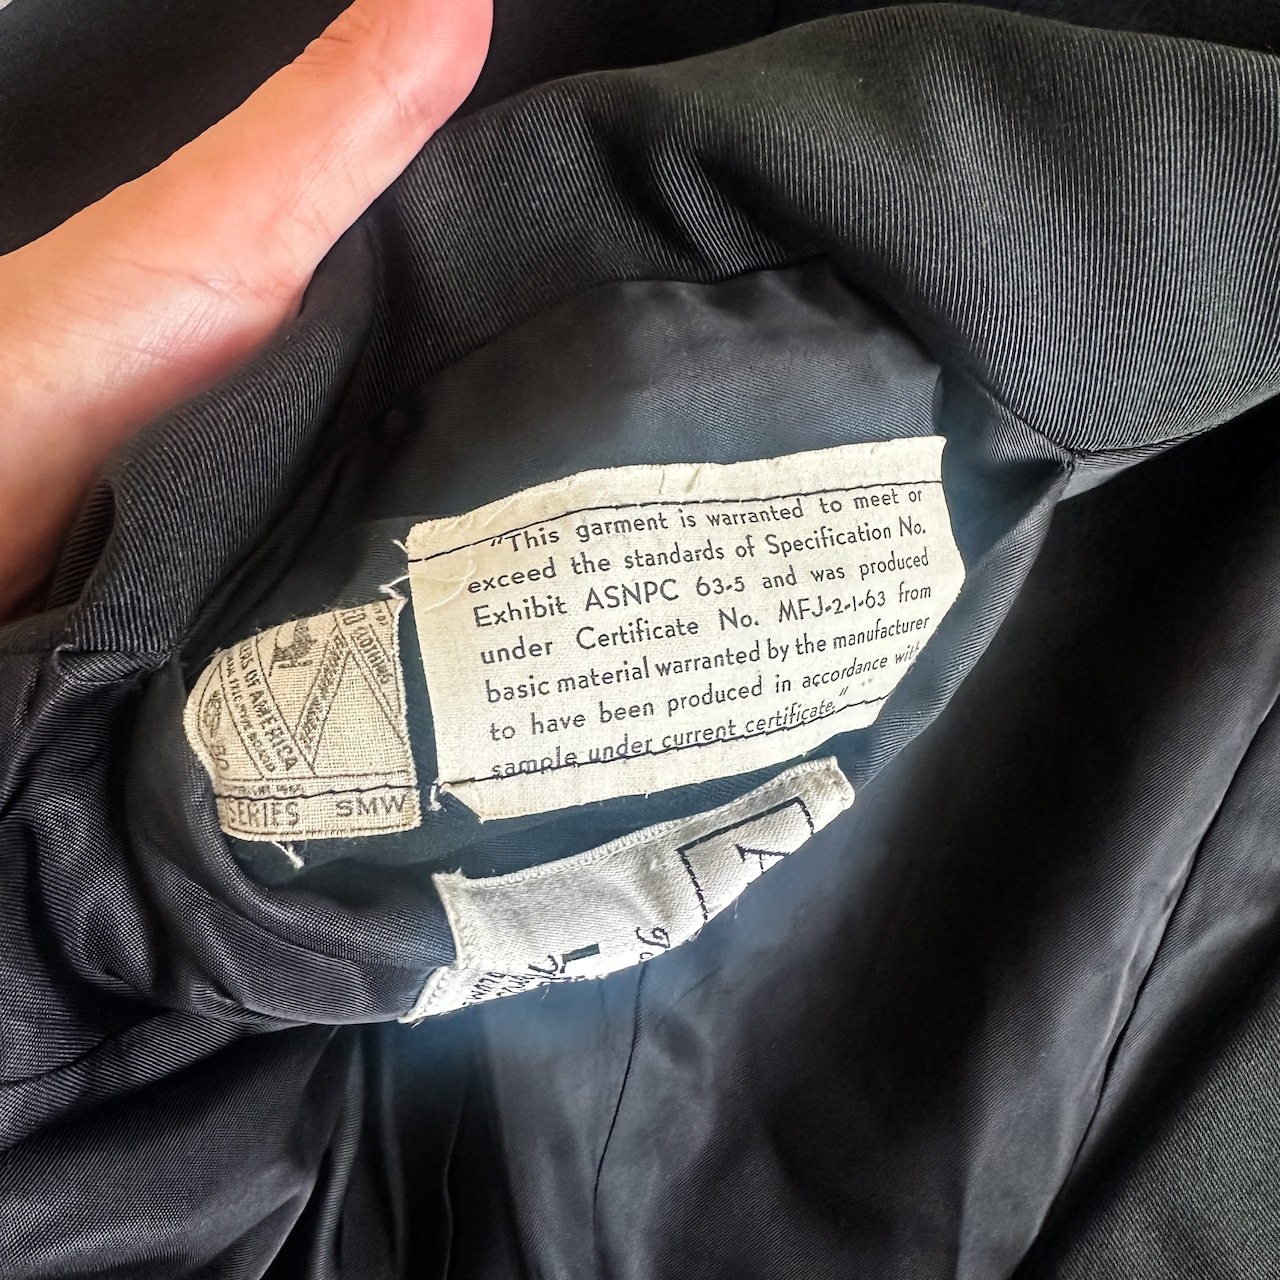 "This garment is warranted to meet or
exceed the standards of Specification No.
Exhibit ASNPC 63-5 and was produced
under Certificate No. MFJ-2-1-63 from
basic material warranted by the manufacturer
to have been produced in accordance with
sample under current certificate."
OF AMERICA
SERIES SMW
A